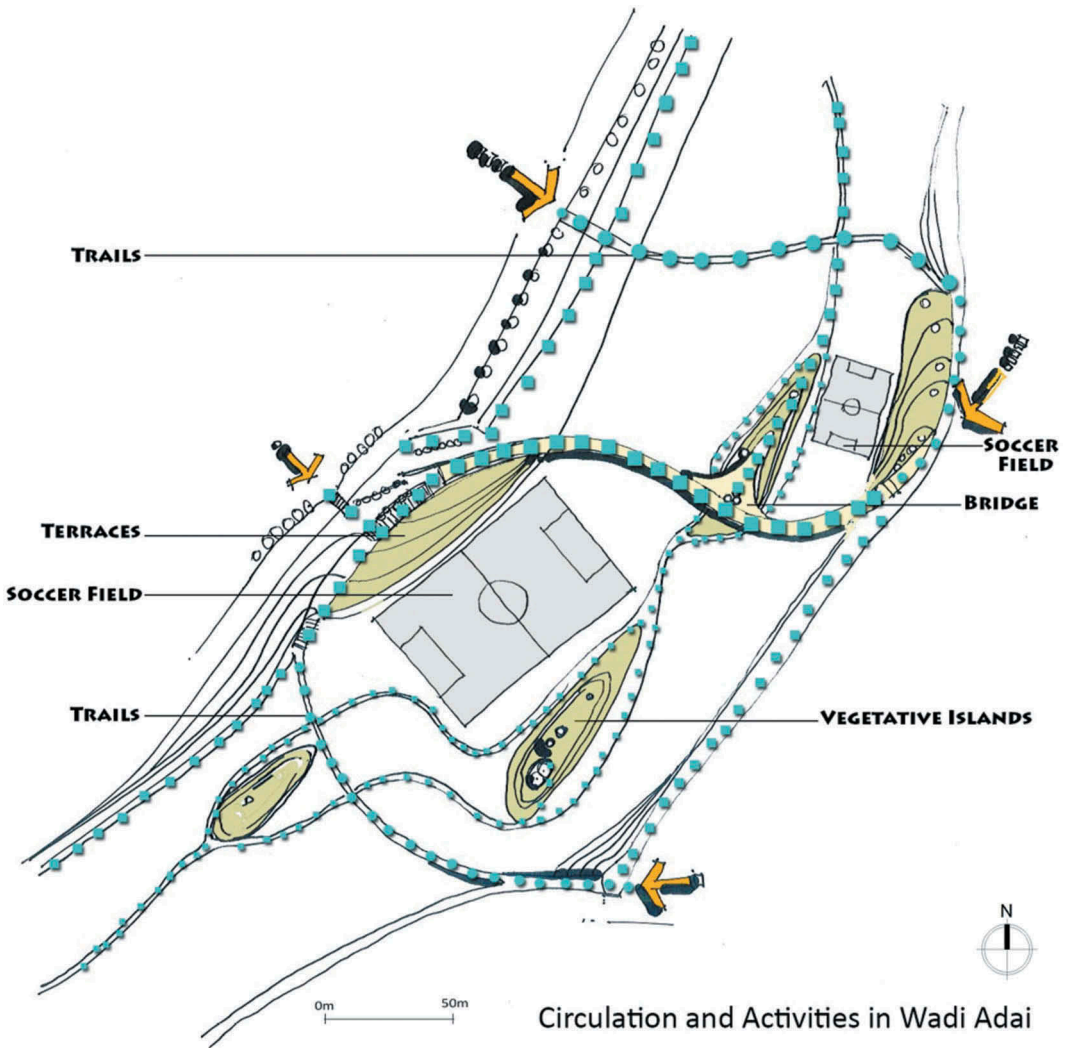 TRAILS
SOCCER
FIELD
BRIDGE
TERRACES
SOCCER FIELD
TRAILS
VEGETATIVE ISLANDS
N
0m 50m
Circulation and Activities in Wadi Adai